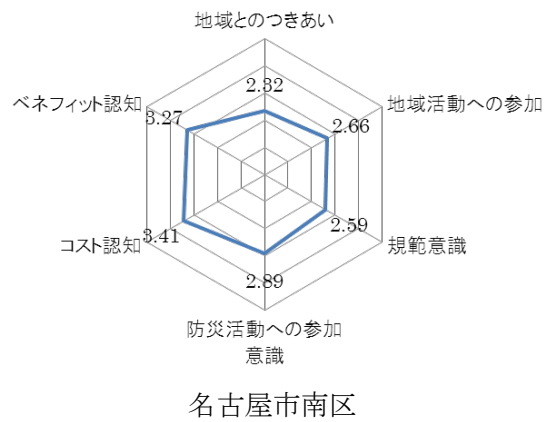 地域とのつきあい
2.32
ベネフィット認知
3.27
2.66
地域活動への参加
コスト認知
3.41
2.59
規範意識
2.89
防災活動への参加
意識
名古屋市南区